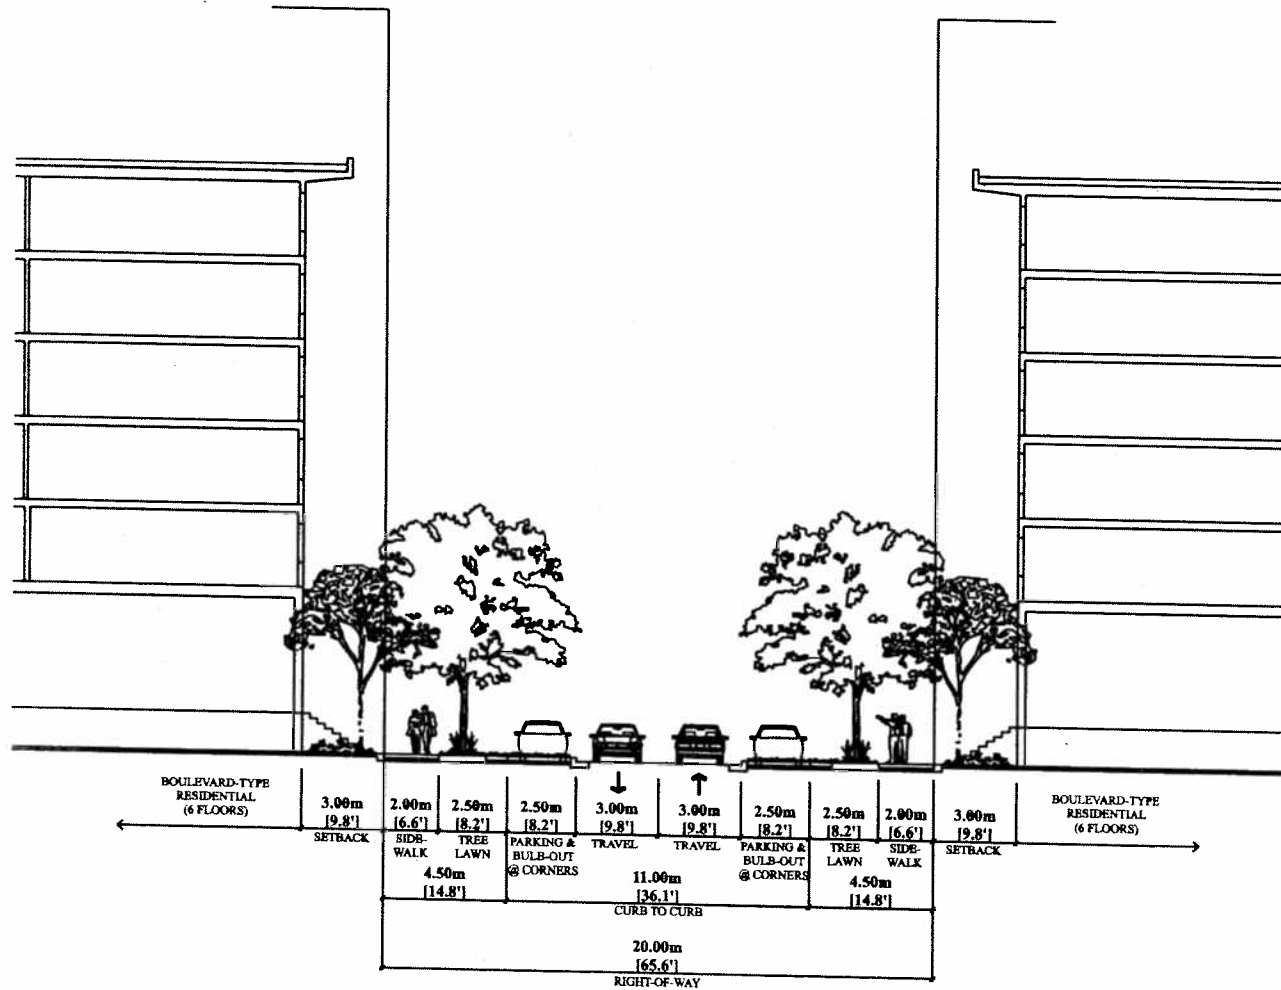 BOULEVARD-TYPE
RESIDENTIAL
(6 FLOORS)
3.00m
[9.8']
SETBACK
2.00m
[6.6']
SIDE-
WALK
2.50m
[8.2']
TREE
LAWN
2.50m
[8.2']
PARKING &
BULB-OUT
@ CORNERS
3.00m
[9.8']
TRAVEL
3.00m
[9.8']
TRAVEL
2.50m
[8.2']
PARKING &
BULB-OUT
@ CORNERS
2.50m
[8.2']
TREE
LAWN
2.00m
[6.6']
SIDE-
WALK
3.00m
[9.8']
SETBACK
BOULEVARD-TYPE
RESIDENTIAL
(6 FLOORS)
4.50m
[14.8']
11.00m
[36.1']
CURB TO CURB
4.50m
[14.8']
20.00m
[65.6']
RIGHT-OF-WAY